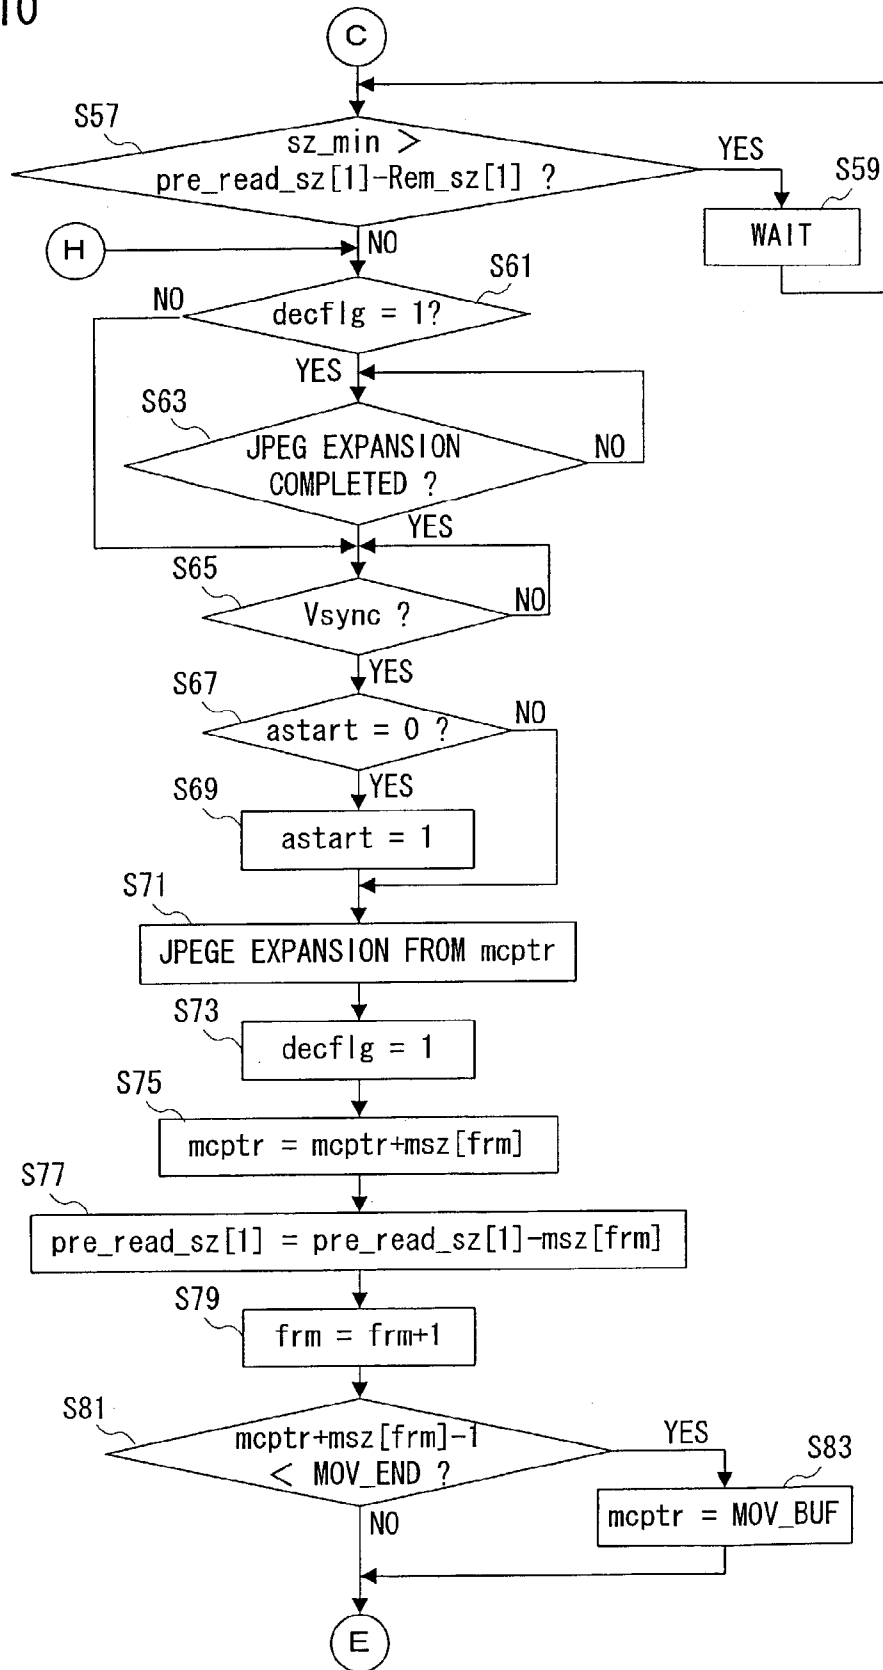 10
C
S57
sz_min >
pre_read_sz[1]-Rem_sz[1] ?
YES
S59
WAIT
H
NO
S61
NO
decflg = 1?
YES
S63
JPEG EXPANSION
COMPLETED ?
NO
YES
S65
Vsync ?
NO
YES
S67
astart = 0 ?
NO
YES
S69
astart = 1
S71
JPEGE EXPANSION FROM mcptr
S73
decflg = 1
S75
mcptr = mcptr+msz[frm]
S77
pre_read_sz[1] = pre_read_sz[1]-msz[frm]
S79
frm = frm+1
S81
mcptr+msz[frm]-1
< MOV_END ?
YES
S83
mcptr = MOV_BUF
NO
E